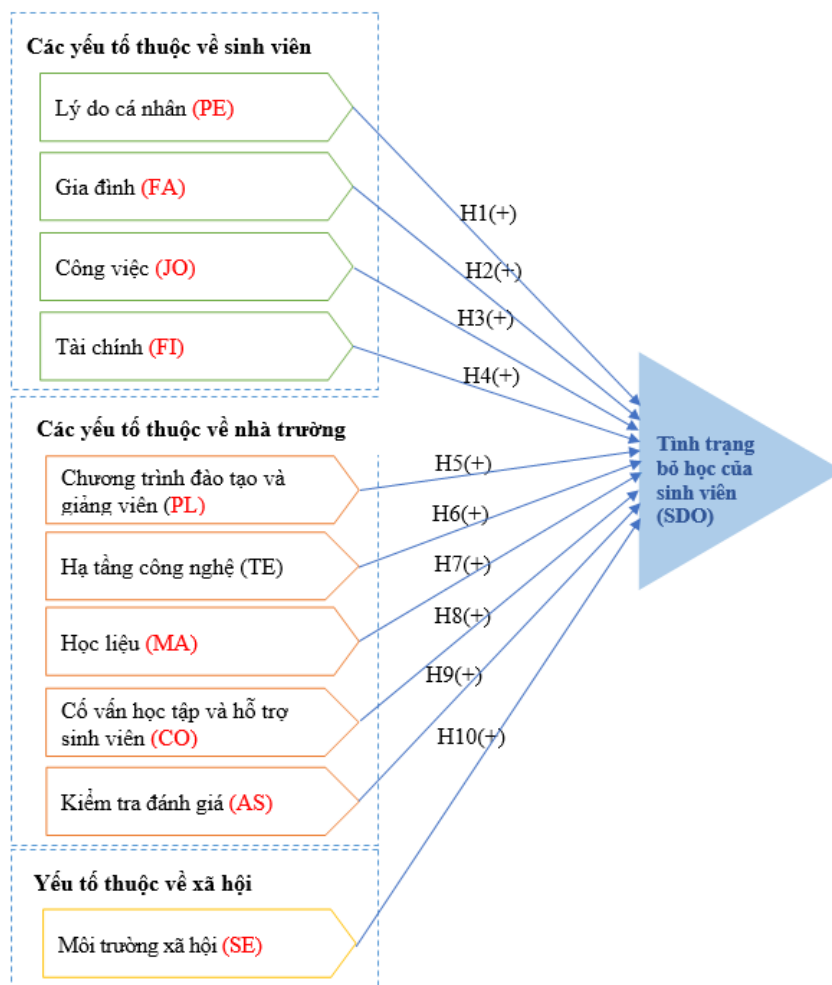 Các yếu tố thuộc về sinh viên
Lý do cá nhân (PE)
Gia đình (FA)
Công việc (JO)
Tài chính (FI)
H1(+)
H2(+)
H3(+)
H4(+)
Các yếu tố thuộc về nhà trường
Chương trình đào tạo và
giảng viên (PL)
Hạ tầng công nghệ (TE)
Học liệu (MA)
Cố vấn học tập và hỗ trợ
sinh viên (CO)
Kiểm tra đánh giá (AS)
H5(+)
H6(+)
H7(+)
H8(+)
H9(+)
H10(+)
Yếu tố thuộc về xã hội
Môi trường xã hội (SE)
Tình trạng
bỏ học của
sinh viên
(SDO)